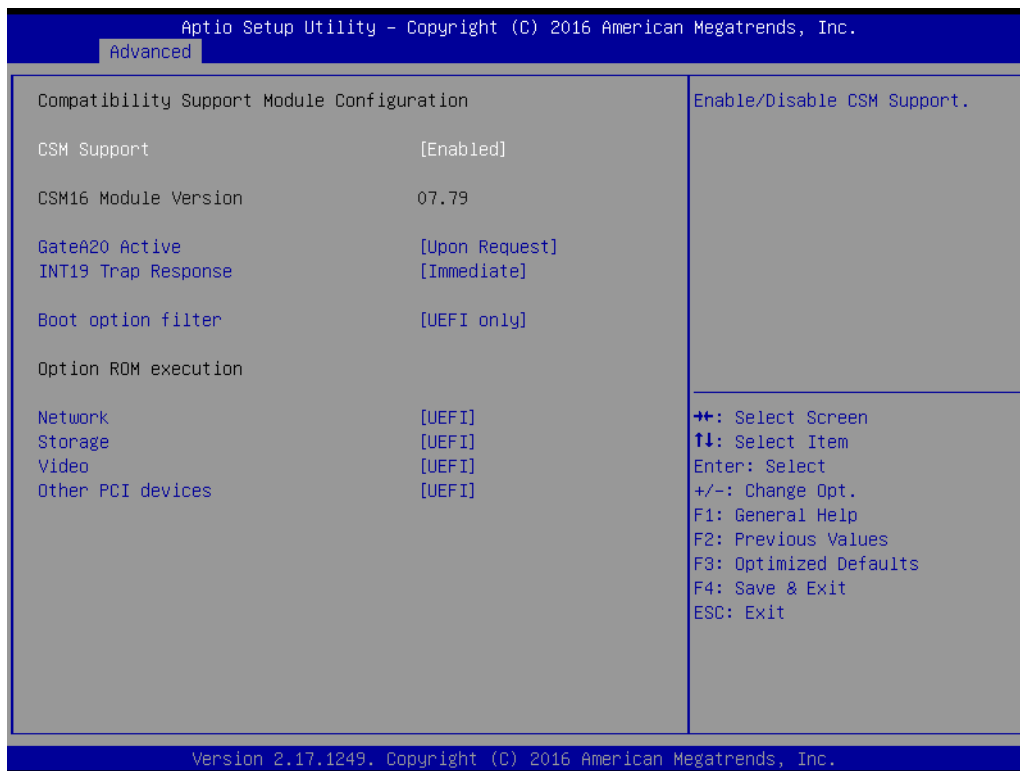 Aptio Setup Utility – Copyright (C) 2016 American Megatrends, Inc.
Advanced
Compatibility Support Module Configuration
CSM Support [Enabled]
CSM16 Module Version 07.79
GateA20 Active [Upon Request]
INT19 Trap Response [Immediate]
Boot option filter [UEFI only]
Option ROM execution
Network [UEFI]
Storage [UEFI]
Video [UEFI]
Other PCI devices [UEFI]
Enable/Disable CSM Support.
→←: Select Screen
↑↓: Select Item
Enter: Select
+/-: Change Opt.
F1: General Help
F2: Previous Values
F3: Optimized Defaults
F4: Save & Exit
ESC: Exit
Version 2.17.1249. Copyright (C) 2016 American Megatrends, Inc.